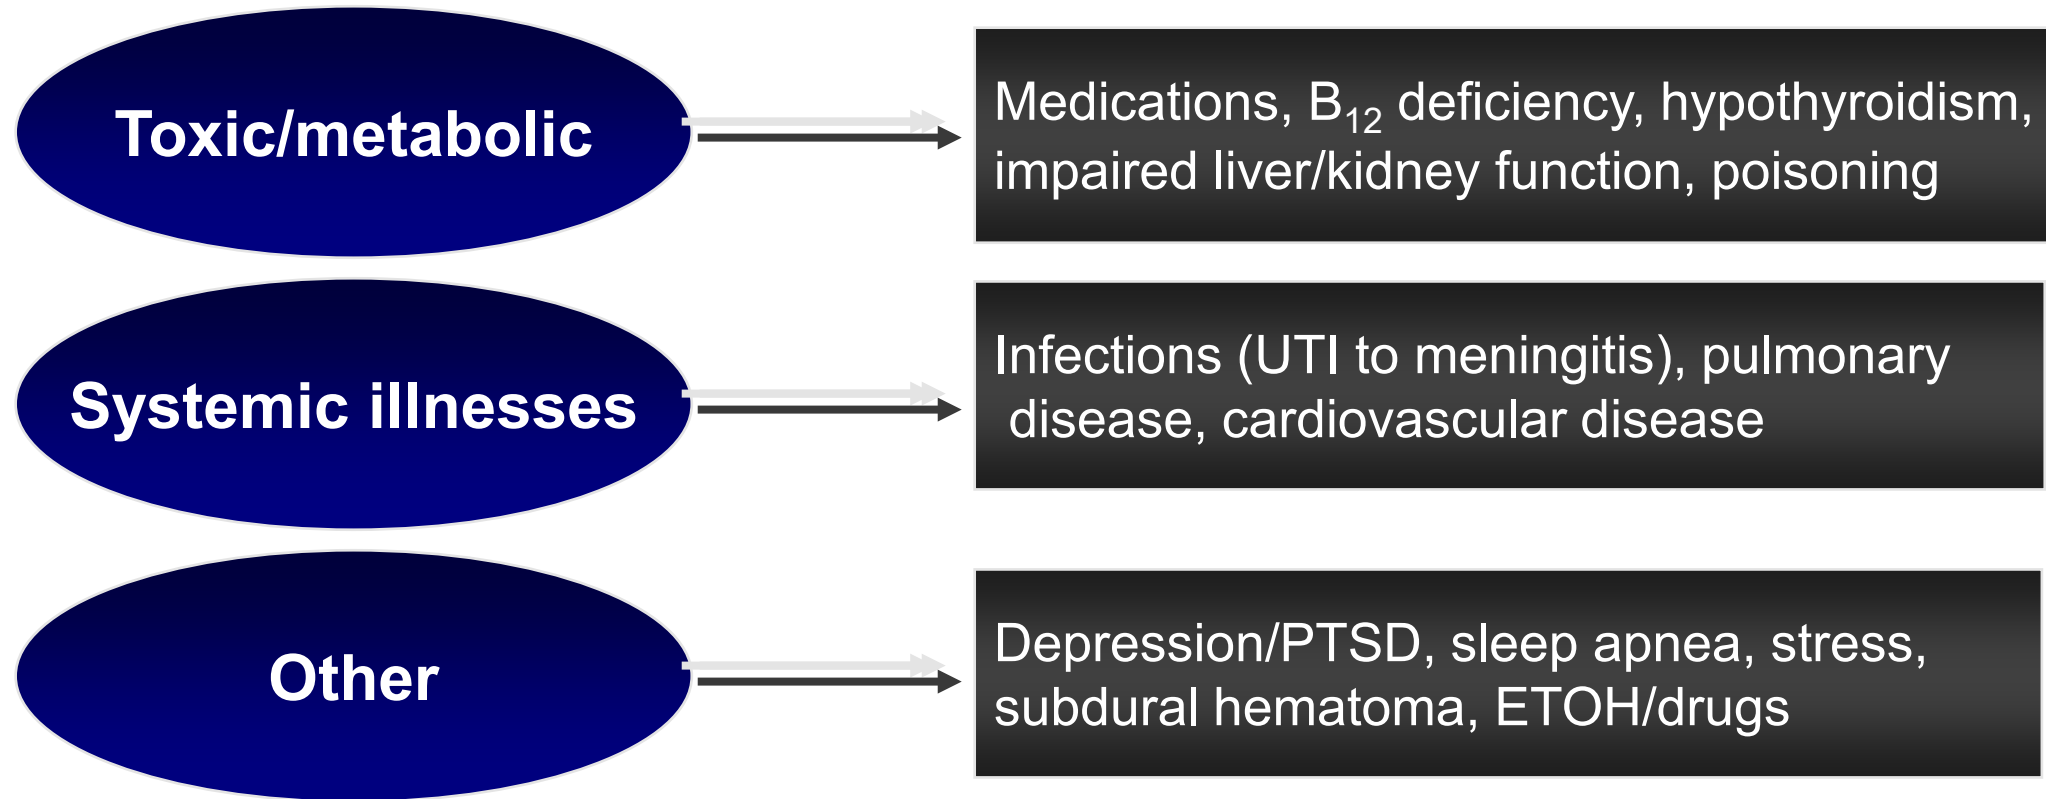 Toxic/metabolic
Medications, B₁₂ deficiency, hypothyroidism,
impaired liver/kidney function, poisoning
Systemic illnesses
Infections (UTI to meningitis), pulmonary
disease, cardiovascular disease
Other
Depression/PTSD, sleep apnea, stress,
subdural hematoma, ETOH/drugs